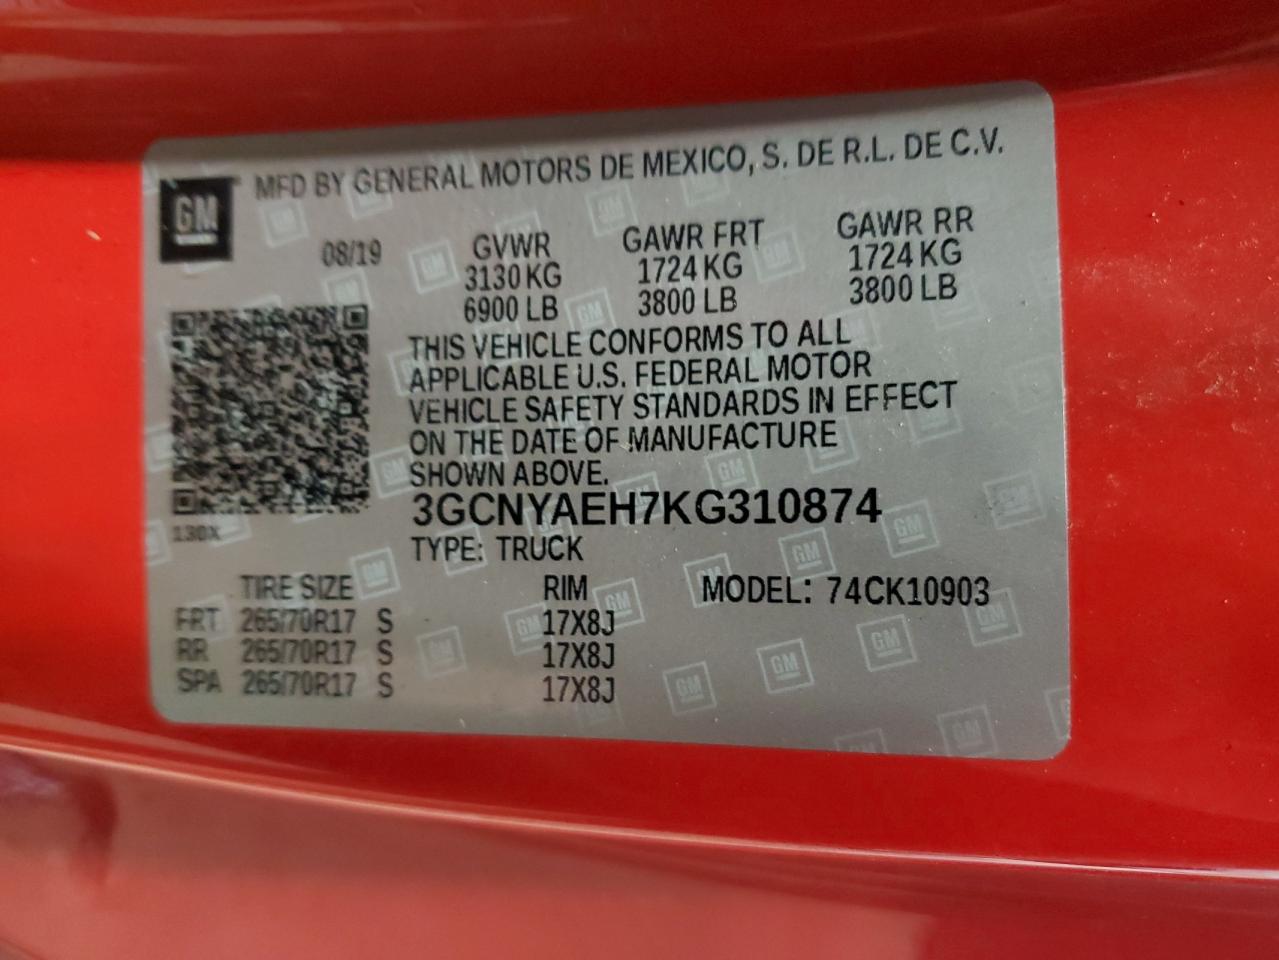 GM MFD BY GENERAL MOTORS DE MEXICO, S. DE R.L. DE C.V.
08/19 GVWR GAWR FRT GAWR RR
3130 KG 1724 KG 1724 KG
6900 LB 3800 LB 3800 LB
THIS VEHICLE CONFORMS TO ALL
APPLICABLE U.S. FEDERAL MOTOR
VEHICLE SAFETY STANDARDS IN EFFECT
ON THE DATE OF MANUFACTURE
SHOWN ABOVE.
3GCNYAEH7KG310874
130X
TYPE: TRUCK
TIRE SIZE RIM MODEL: 74CK10903
FRT 265/70R17 S 17X8J
RR 265/70R17 S 17X8J
SPA 265/70R17 S 17X8J